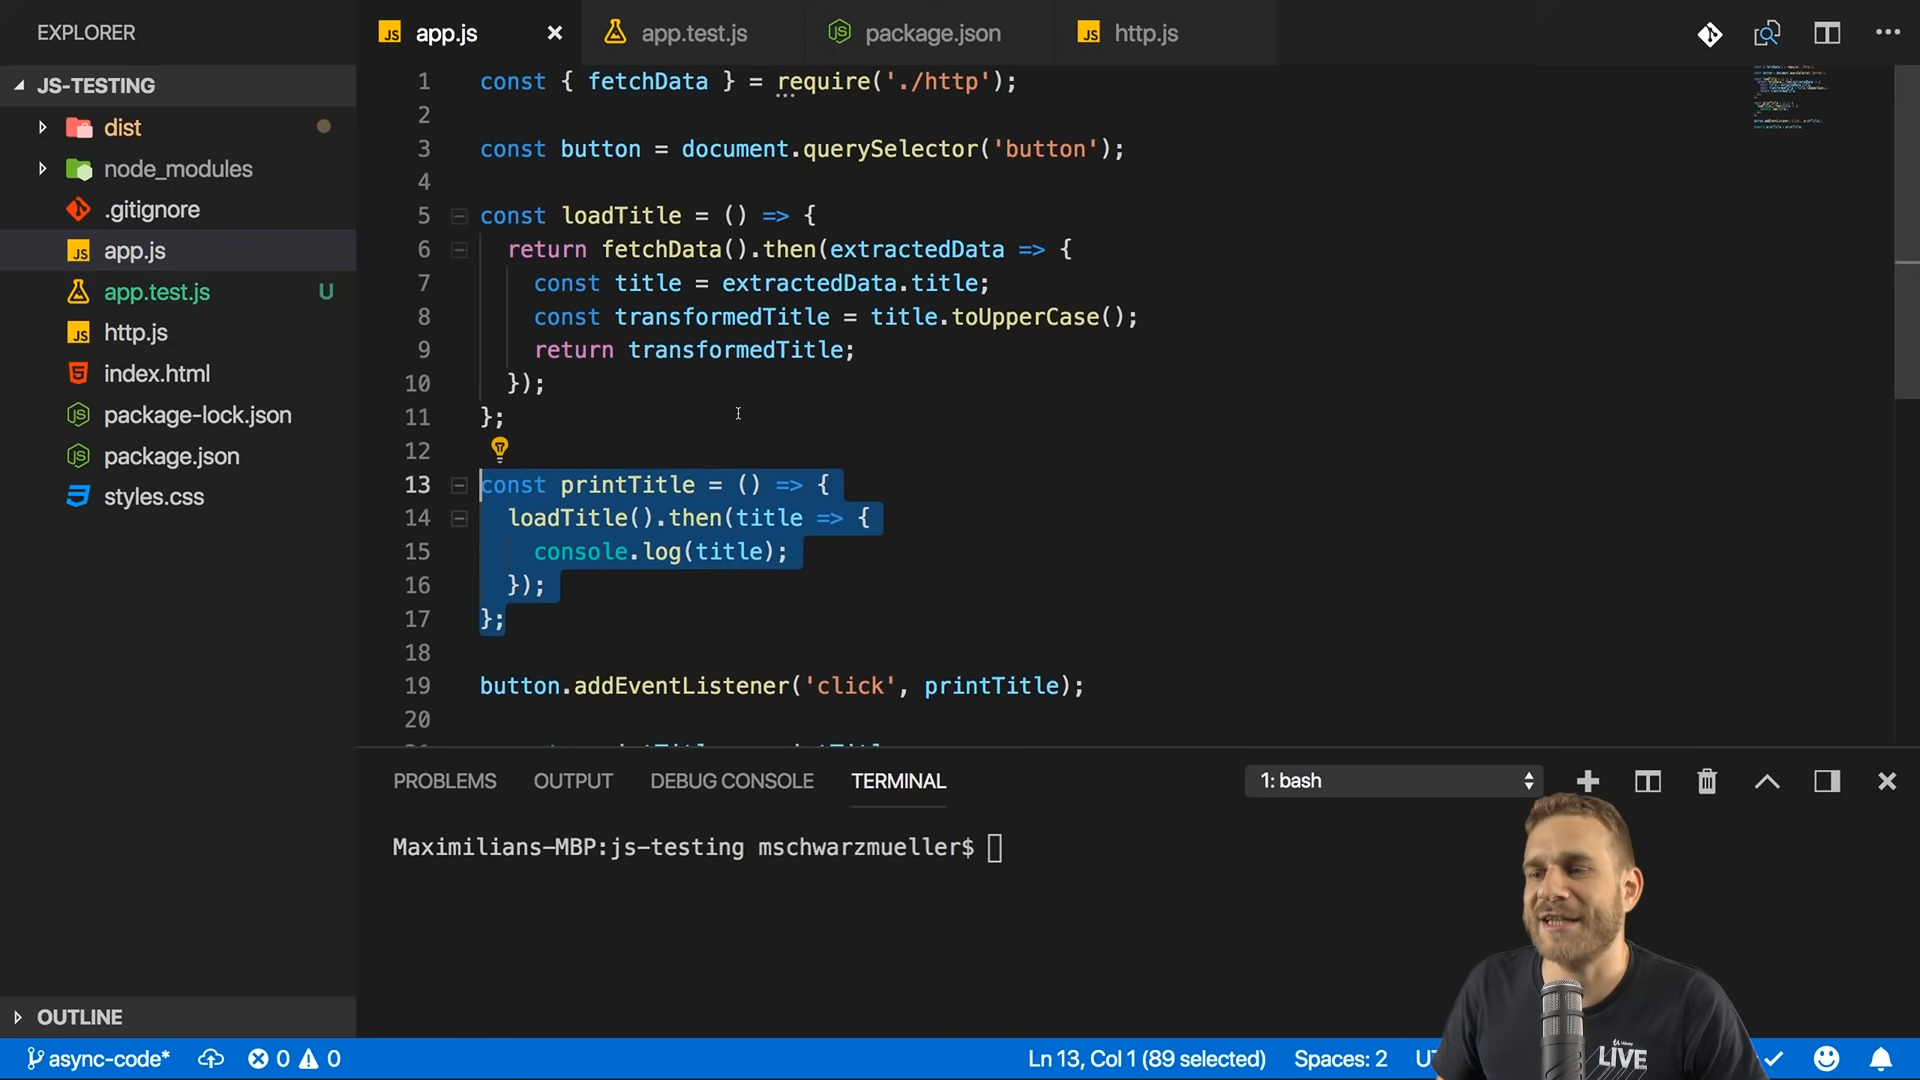 EXPLORER
app.js
app.test.js
package.json
http.js
JS-TESTING
dist
node_modules
.gitignore
app.js
app.test.js U
http.js
index.html
package-lock.json
package.json
styles.css
OUTLINE
1 const { fetchData } = require('./http');
2
3 const button = document.querySelector('button');
4
5 const loadTitle = () => {
6 return fetchData().then(extractedData => {
7 const title = extractedData.title;
8 const transformedTitle = title.toUpperCase();
9 return transformedTitle;
10 });
11 };
12
13 const printTitle = () => {
14 loadTitle().then(title => {
15 console.log(title);
16 });
17 };
18
19 button.addEventListener('click', printTitle);
20
PROBLEMS OUTPUT DEBUG CONSOLE TERMINAL 1: bash
Maximilians-MBP:js-testing mschwarzmueller$
async-code* 0 0 Ln 13, Col 1 (89 selected) Spaces: 2
LIVE